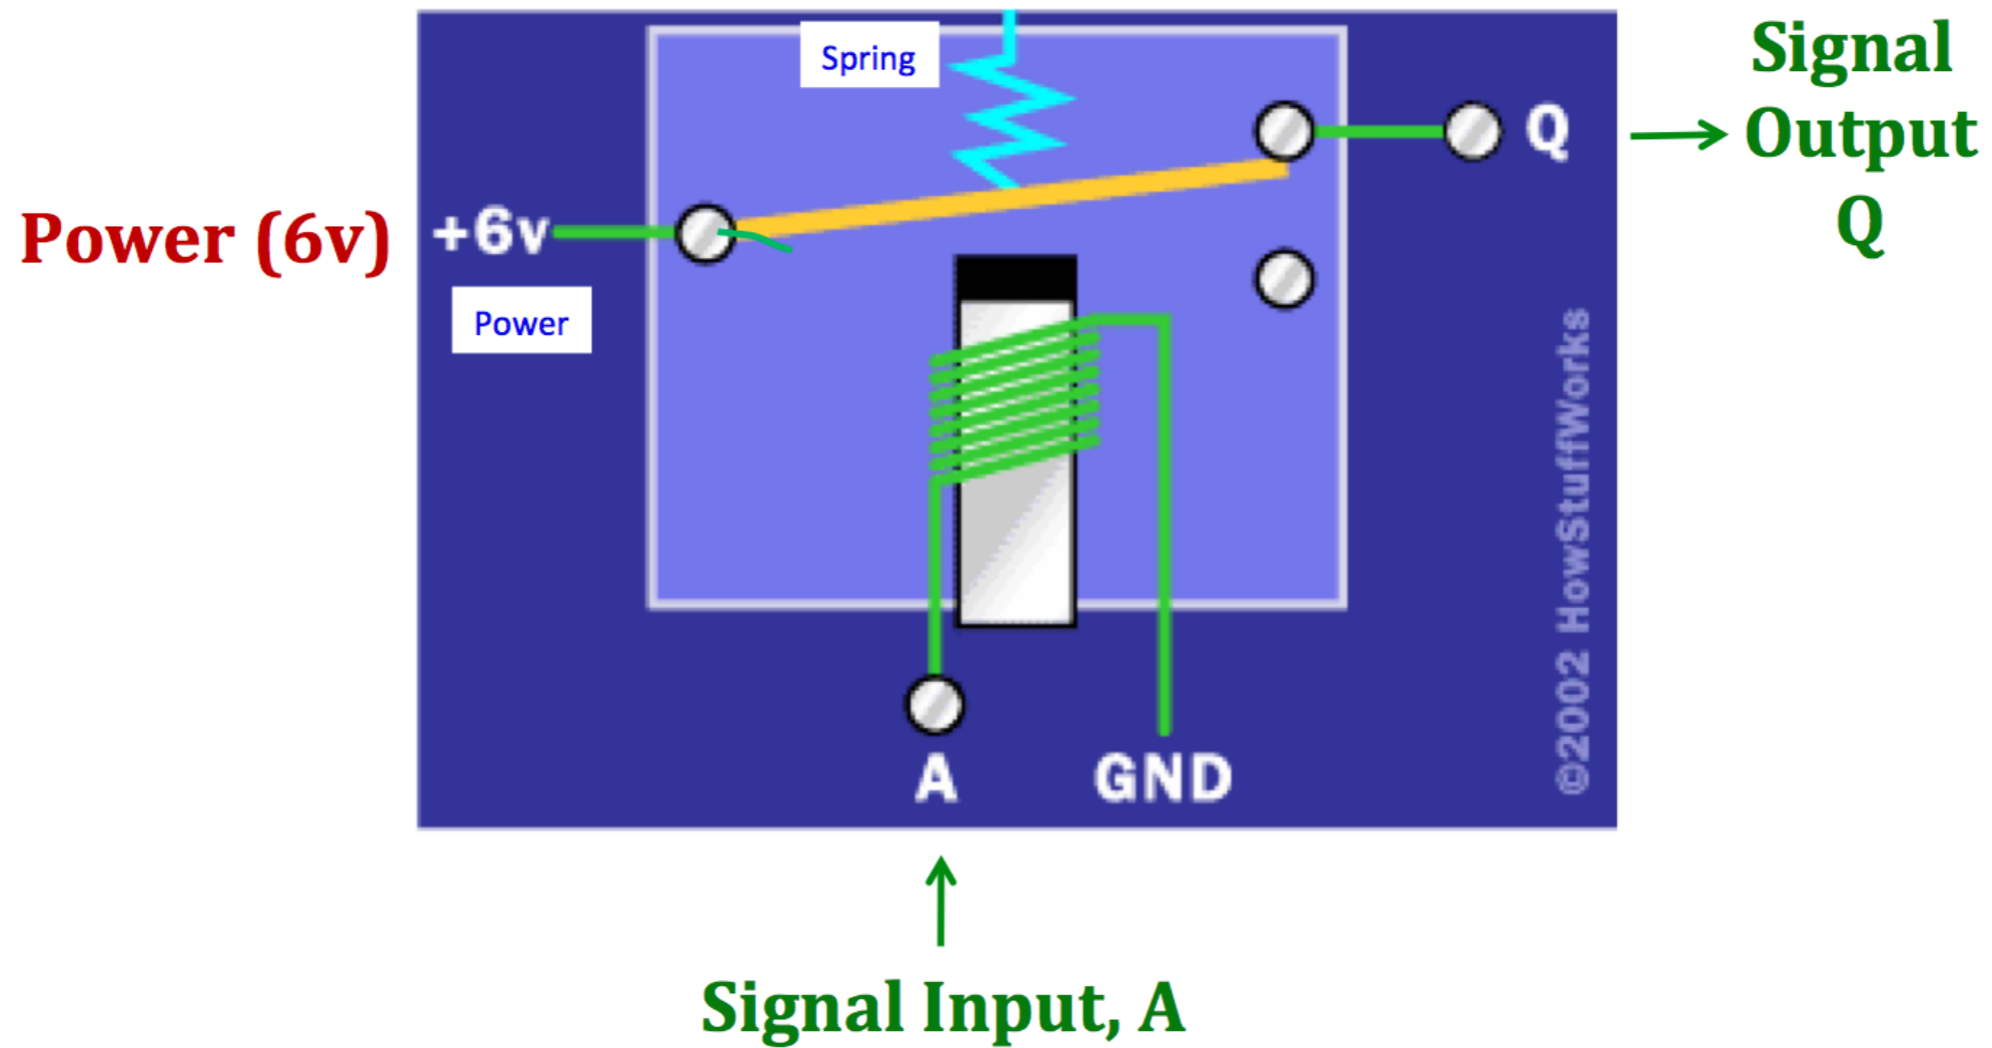 Spring
Signal
Output
Q
Q
Power (6v)
+6v
Power
A
GND
©2002 HowStuffWorks
Signal Input, A